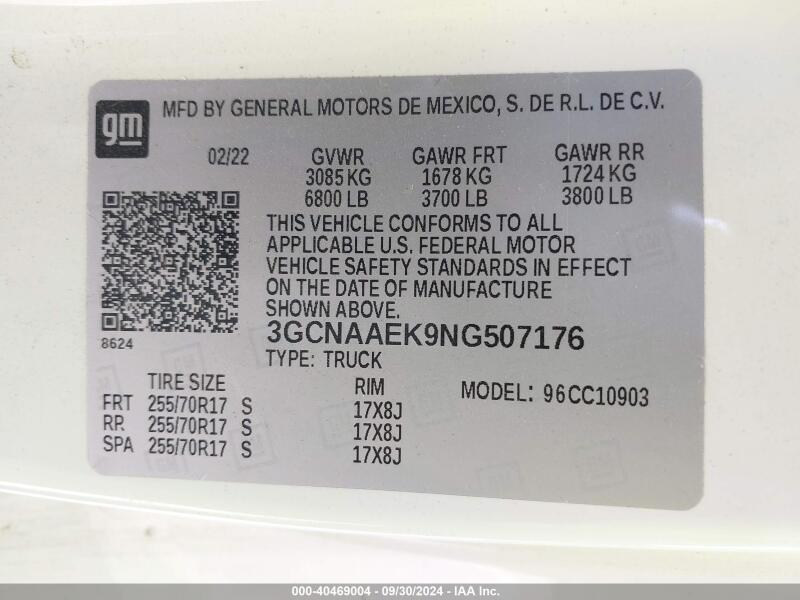 gm
MFD BY GENERAL MOTORS DE MEXICO, S. DE R.L. DE C.V.
02/22 GVWR GAWR FRT GAWR RR
3085 KG 1678 KG 1724 KG
6800 LB 3700 LB 3800 LB
THIS VEHICLE CONFORMS TO ALL
APPLICABLE U.S. FEDERAL MOTOR
VEHICLE SAFETY STANDARDS IN EFFECT
ON THE DATE OF MANUFACTURE
SHOWN ABOVE.
8624
3GCNAAEK9NG507176
TYPE: TRUCK
TIRE SIZE RIM MODEL: 96CC10903
FRT 255/70R17 S 17X8J
RR 255/70R17 S 17X8J
SPA 255/70R17 S 17X8J
000-40469004 - 09/30/2024 - IAA Inc.